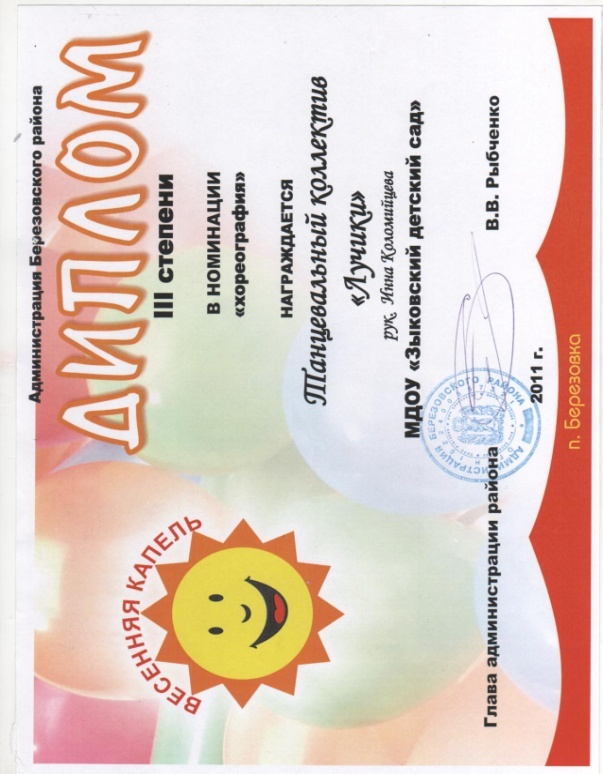 Администрация Березовского района
ДИПЛОМ
III степени
В НОМИНАЦИИ
«хореография»
НАГРАЖДАЕТСЯ
Танцевальный коллектив
«Лучики»
рук. Инна Коломийцева
МДОУ «Зыковский детский сад»
ВЕСЕННЯЯ КАПЕЛЬ
Глава администрации района В.В. Рыбченко
АДМИНИСТРАЦИЯ БЕРЕЗОВСКОГО РАЙОНА
2011 г.
п. Березовка